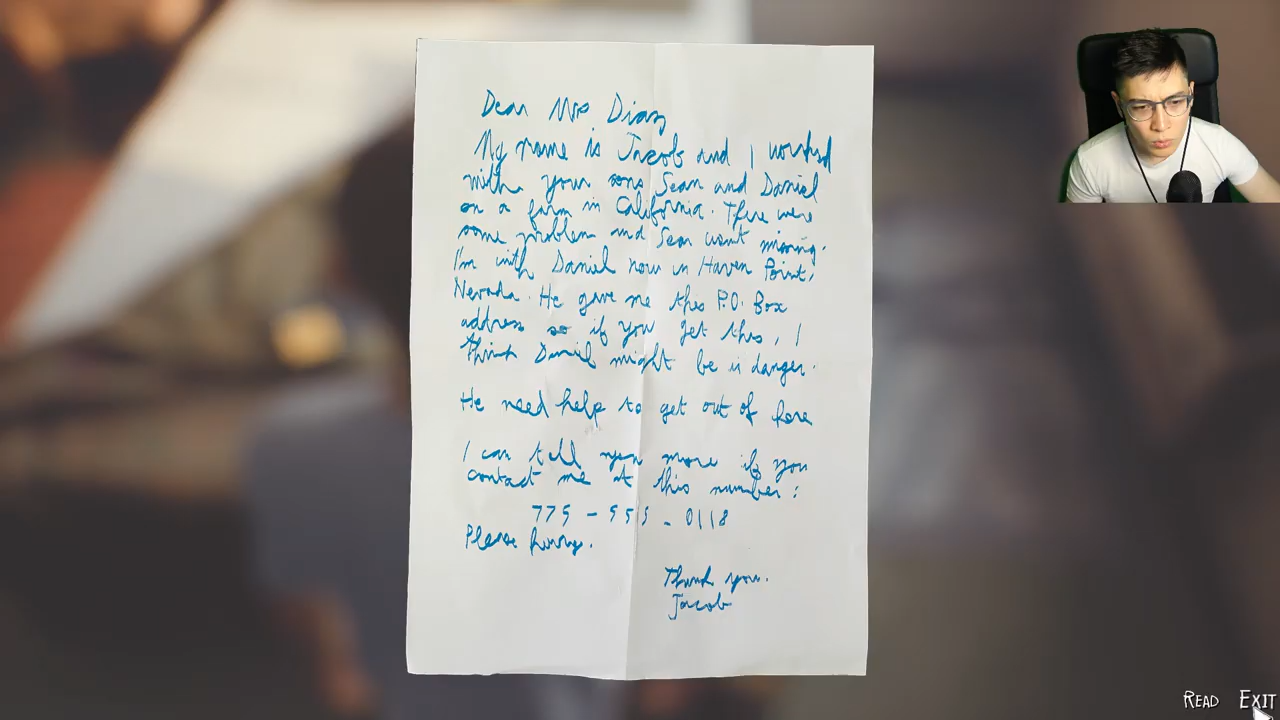 Dear Mrs Diaz
My name is Jacob and I worked
with your sons Sean and Daniel
on a farm in California. There were
some problem and Sean went missing.
I'm with Daniel now in Haven Point,
Nevada. He gave me this P.O. Box
address so if you get this, I
think Daniel might be in danger.
He need help to get out of here
I can tell you more if you
contact me at this number:
775-555-0118
Please hurry.
Thank you.
Jacob
READ EXIT